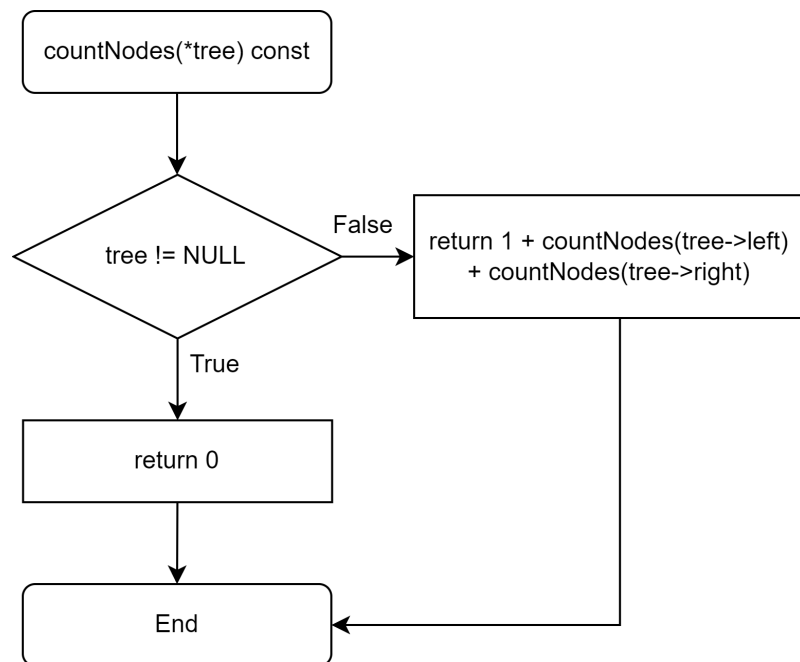 countNodes(*tree) const
tree != NULL
False
return 1 + countNodes(tree->left)
+ countNodes(tree->right)
True
return 0
End